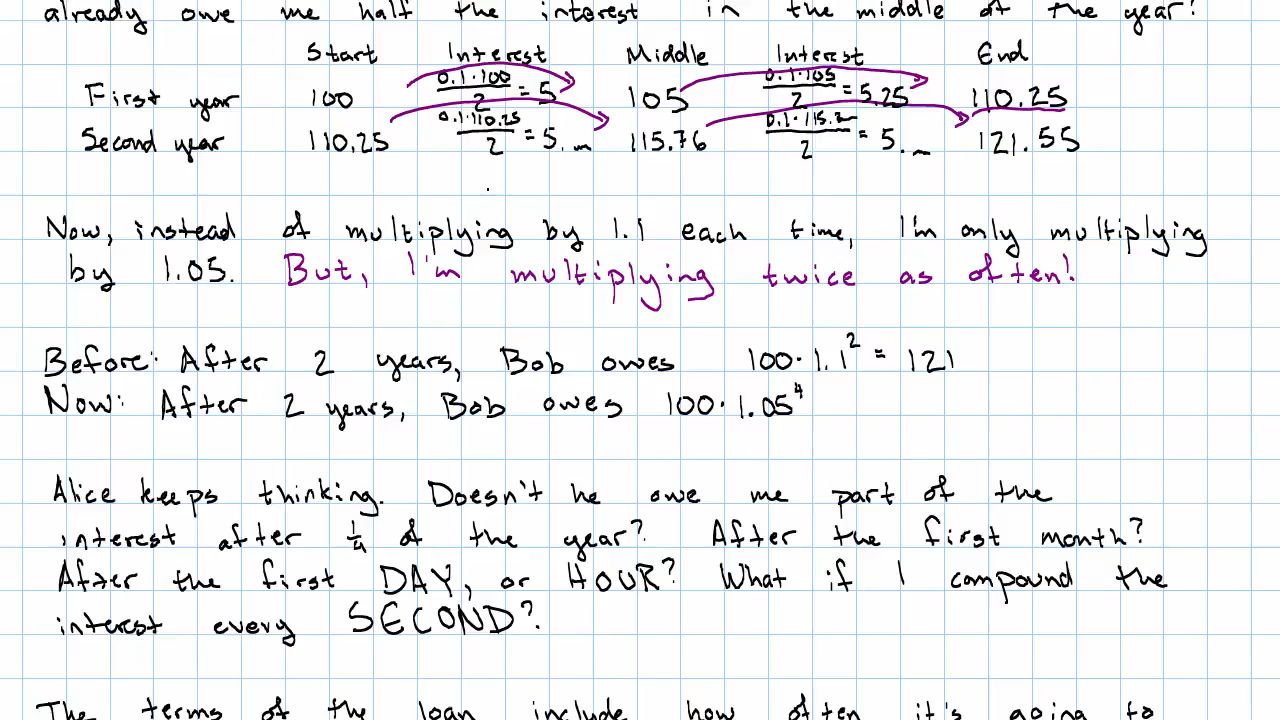 already owe me half the interest in the middle of the year?
Start Interest Middle Interest End
First year 100 0.1·100/2 = 5 105 0.1·105/2 = 5.25 110.25
Second year 110.25 0.1·110.25/2 = 5. 115.76 0.1·115.7/2 = 5. 121.55
Now, instead of multiplying by 1.1 each time, I'm only multiplying
by 1.05. But, I'm multiplying twice as often!
Before: After 2 years, Bob owes 100·1.1² = 121
Now: After 2 years, Bob owes 100·1.05⁴
Alice keeps thinking. Doesn't he owe me part of the
interest after 1/4 of the year? After the first month?
After the first DAY, or HOUR? What if I compound the
interest every SECOND?
The terms of the loan include how often it's going to